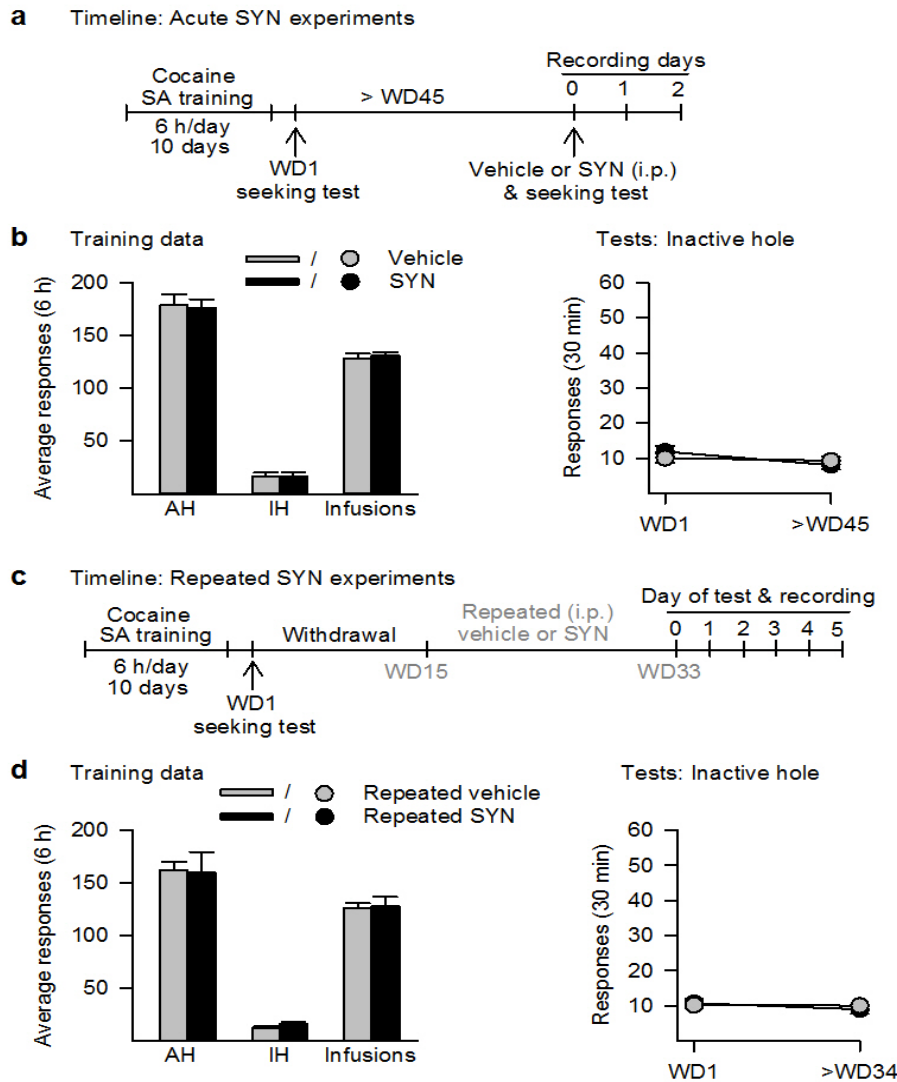 a Timeline: Acute SYN experiments
Recording days
Cocaine
SA training
> WD45
0 1 2
6 h/day
10 days
WD1
seeking test
Vehicle or SYN (i.p.)
& seeking test
b Training data
/ Vehicle
/ SYN
Average responses (6 h)
200
150
100
50
AH IH Infusions
Tests: Inactive hole
Responses (30 min)
60
50
40
30
20
10
WD1 >WD45
c Timeline: Repeated SYN experiments
Cocaine
SA training
Withdrawal
Repeated (i.p.)
vehicle or SYN
Day of test & recording
0 1 2 3 4 5
6 h/day
10 days
WD15
WD33
WD1
seeking test
d Training data
/ Repeated vehicle
/ Repeated SYN
Average responses (6 h)
200
150
100
50
AH IH Infusions
Tests: Inactive hole
Responses (30 min)
60
50
40
30
20
10
WD1 >WD34